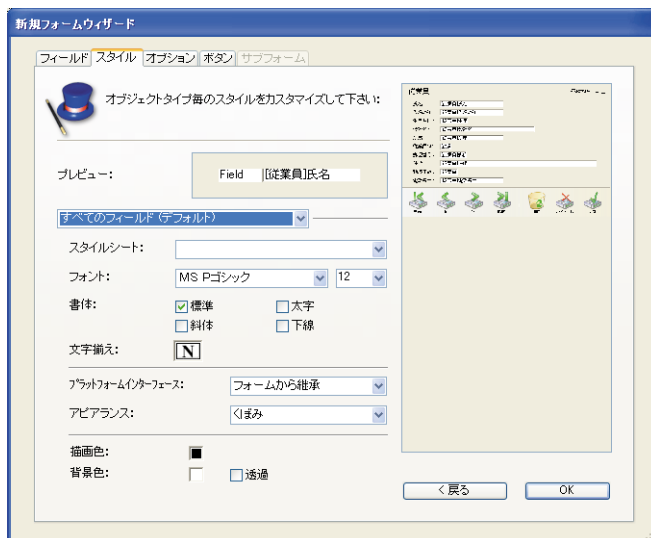 新規フォームウィザード
フィールド スタイル オプション ボタン サブフォーム
オブジェクトタイプ毎のスタイルをカスタマイズして下さい:
プレビュー: Field [従業員]氏名
すべてのフィールド (デフォルト)
スタイルシート:
フォント: MS Pゴシック 12
書体: 標準 太字
斜体 下線
文字揃え: N
プラットフォームインターフェース: フォームから継承
アピアランス: くぼみ
描画色:
背景色: 透過
従業員
< 戻る OK